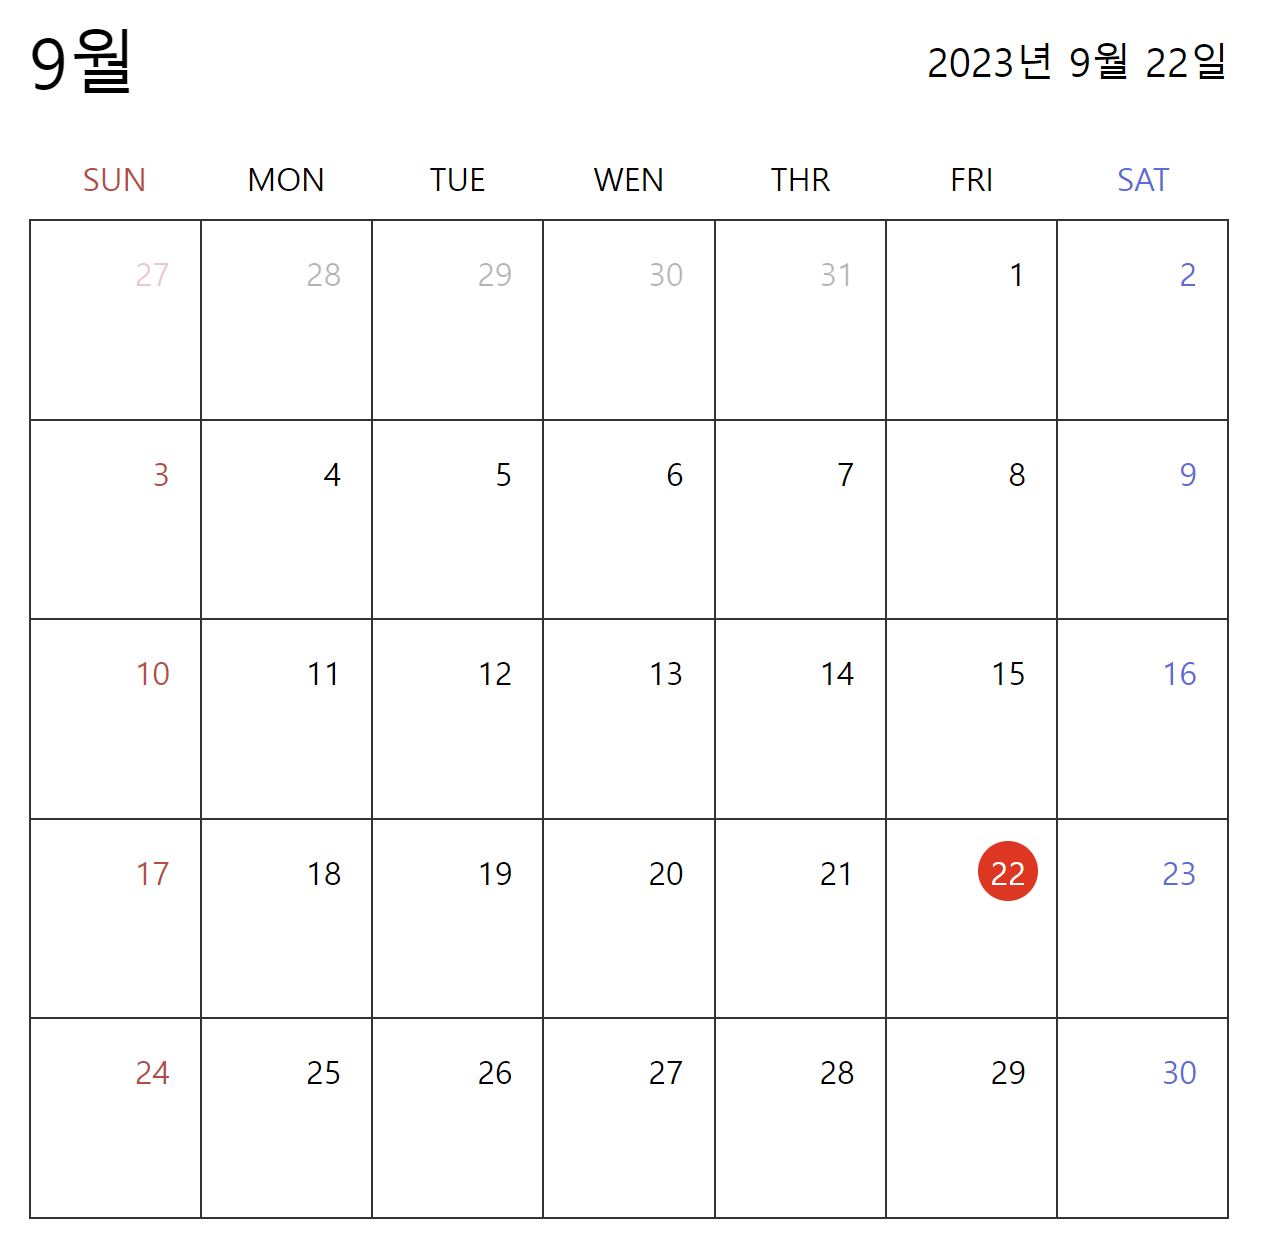 9월
2023년 9월 22일
SUN MON TUE WEN THR FRI SAT
27 28 29 30 31 1 2
3 4 5 6 7 8 9
10 11 12 13 14 15 16
17 18 19 20 21 22 23
24 25 26 27 28 29 30